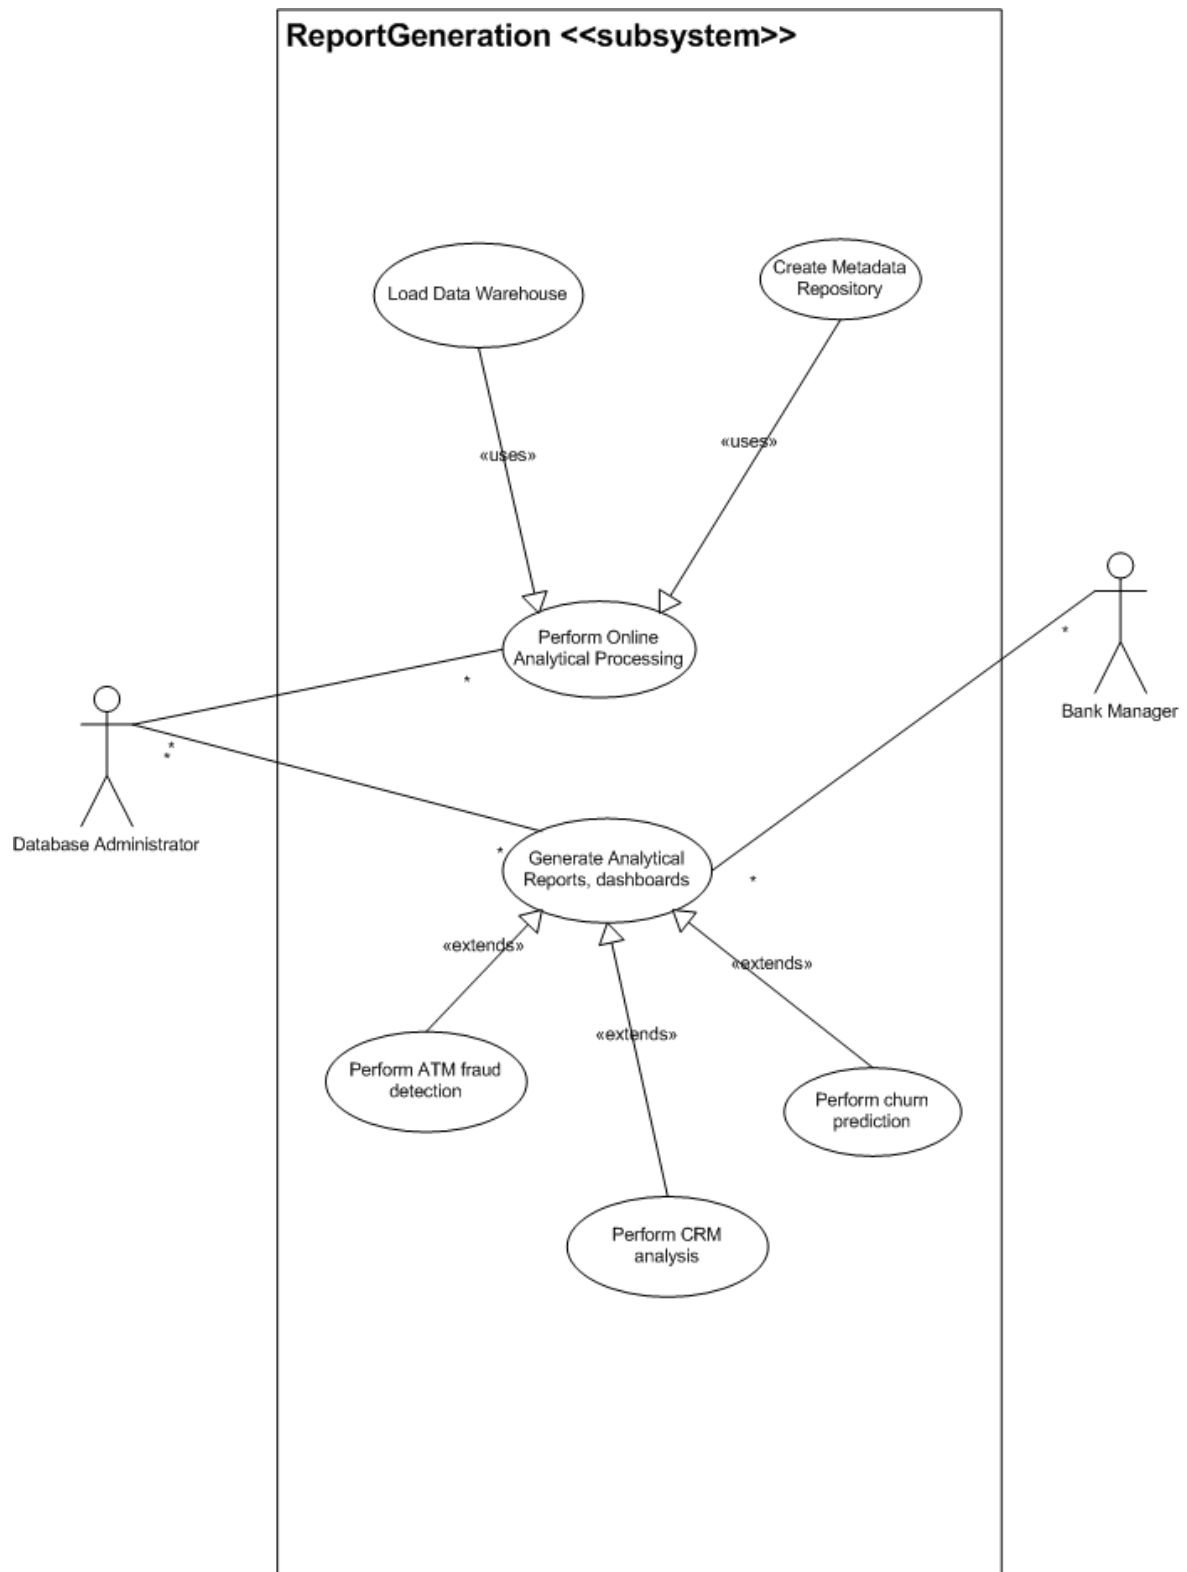 ReportGeneration <<subsystem>>
Load Data Warehouse
Create Metadata
Repository
«uses»
«uses»
Perform Online
Analytical Processing
*
*
Bank Manager
*
*
Database Administrator
*
Generate Analytical
Reports, dashboards
*
«extends»
«extends»
«extends»
Perform ATM fraud
detection
Perform churn
prediction
Perform CRM
analysis